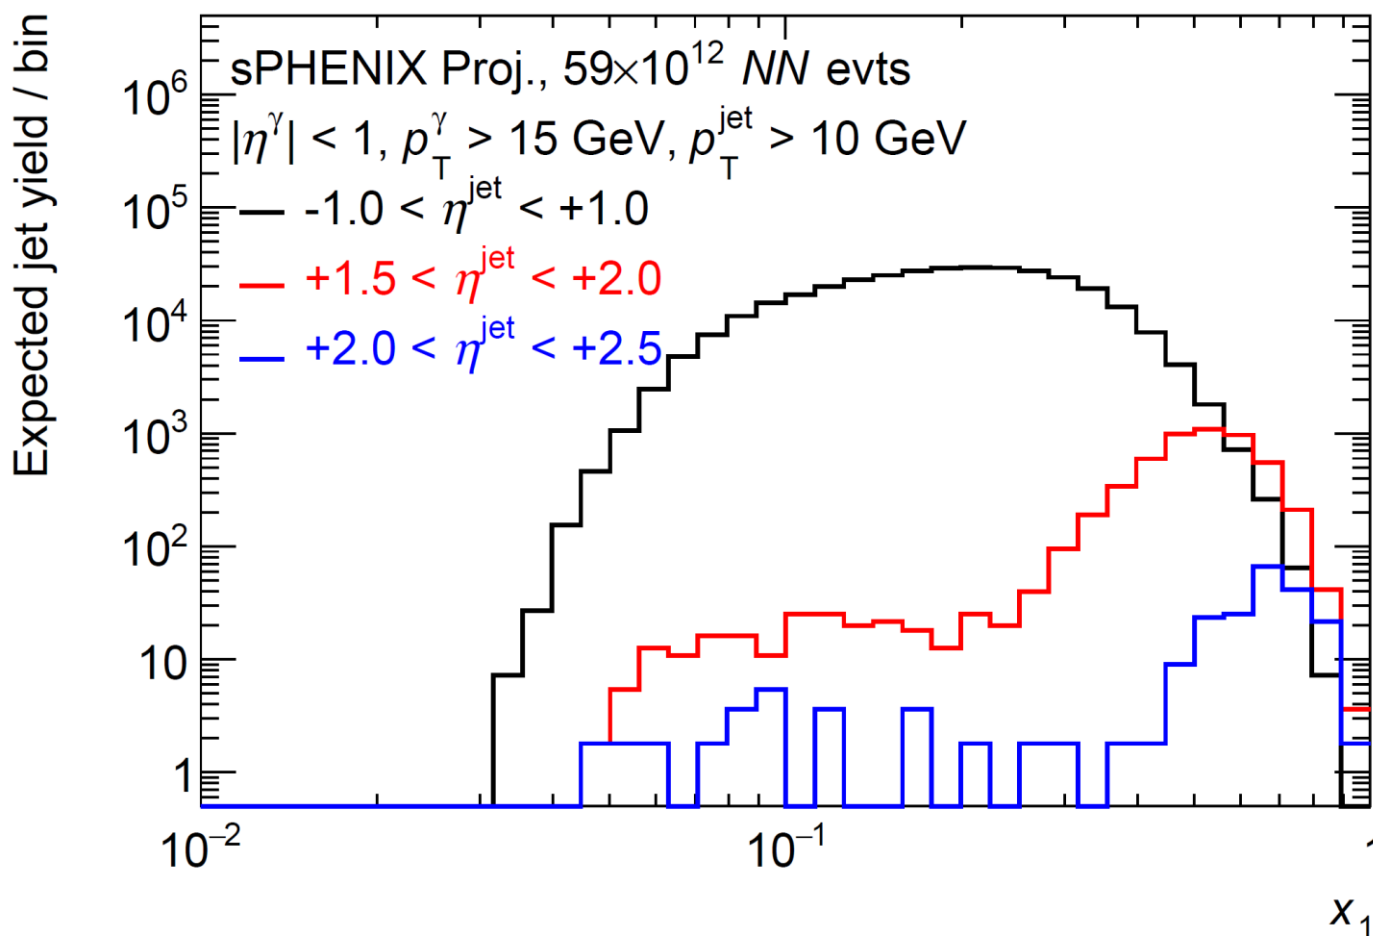 Expected jet yield / bin
sPHENIX Proj., 59×10¹² NN evts
|η^γ| < 1, p_T^γ > 15 GeV, p_T^jet > 10 GeV
-1.0 < η^jet < +1.0
+1.5 < η^jet < +2.0
+2.0 < η^jet < +2.5
10⁶
10⁵
10⁴
10³
10²
10
1
10⁻² 10⁻¹ 1
x₁